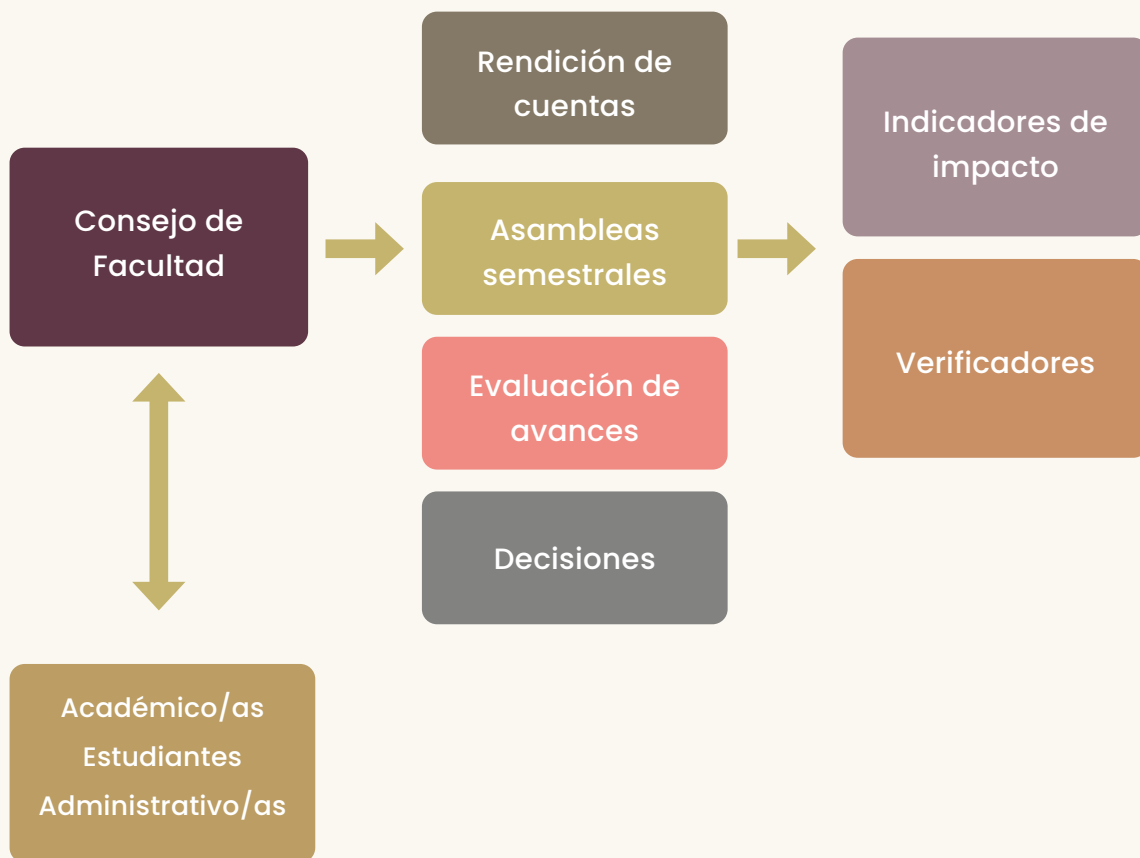 Consejo de
Facultad
Académico/as
Estudiantes
Administrativo/as
Rendición de
cuentas
Asambleas
semestrales
Evaluación de
avances
Decisiones
Indicadores de
impacto
Verificadores